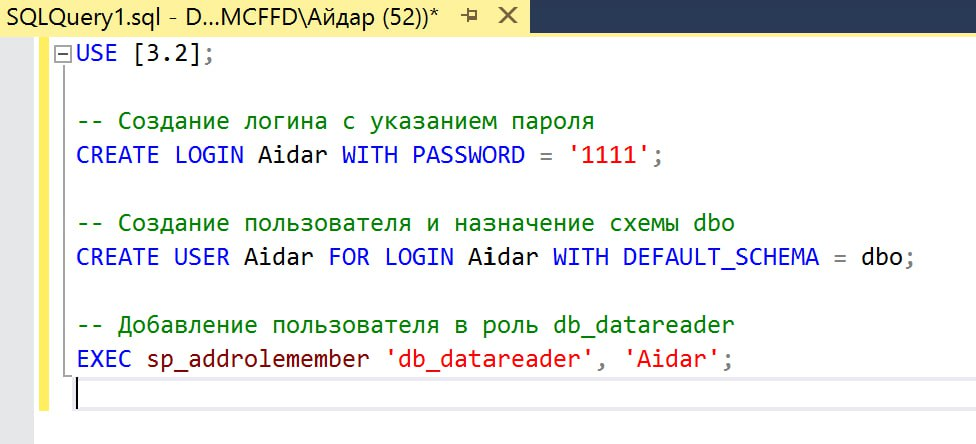 SQLQuery1.sql - D...MCFFD\Айдар (52))*
USE [3.2];
-- Создание логина с указанием пароля
CREATE LOGIN Aidar WITH PASSWORD = '1111';
-- Создание пользователя и назначение схемы dbo
CREATE USER Aidar FOR LOGIN Aidar WITH DEFAULT_SCHEMA = dbo;
-- Добавление пользователя в роль db_datareader
EXEC sp_addrolemember 'db_datareader', 'Aidar';